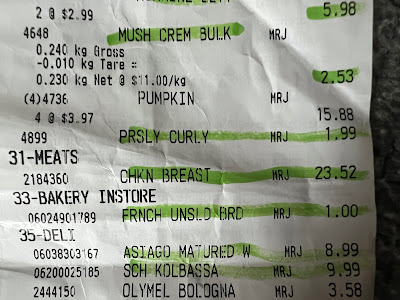 2 @ $2.99 5.98
4648 MUSH CREM BULK MRJ
0.240 kg Gross
-0.010 kg Tare =
0.230 kg Net @ $11.00/kg 2.53
(4)4736 PUMPKIN MRJ
4 @ $3.97 15.88
4899 PRSLY CURLY MRJ 1.99
31-MEATS
2184360 CHKN BREAST MRJ 23.52
33-BAKERY INSTORE
06024901789 FRNCH UNSLD BRD MRJ 1.00
35-DELI
06038303167 ASIAGO MATURED W MRJ 8.99
06200025185 SCH KOLBASSA MRJ 9.99
2444150 OLYMEL BOLOGNA MRJ 3.58